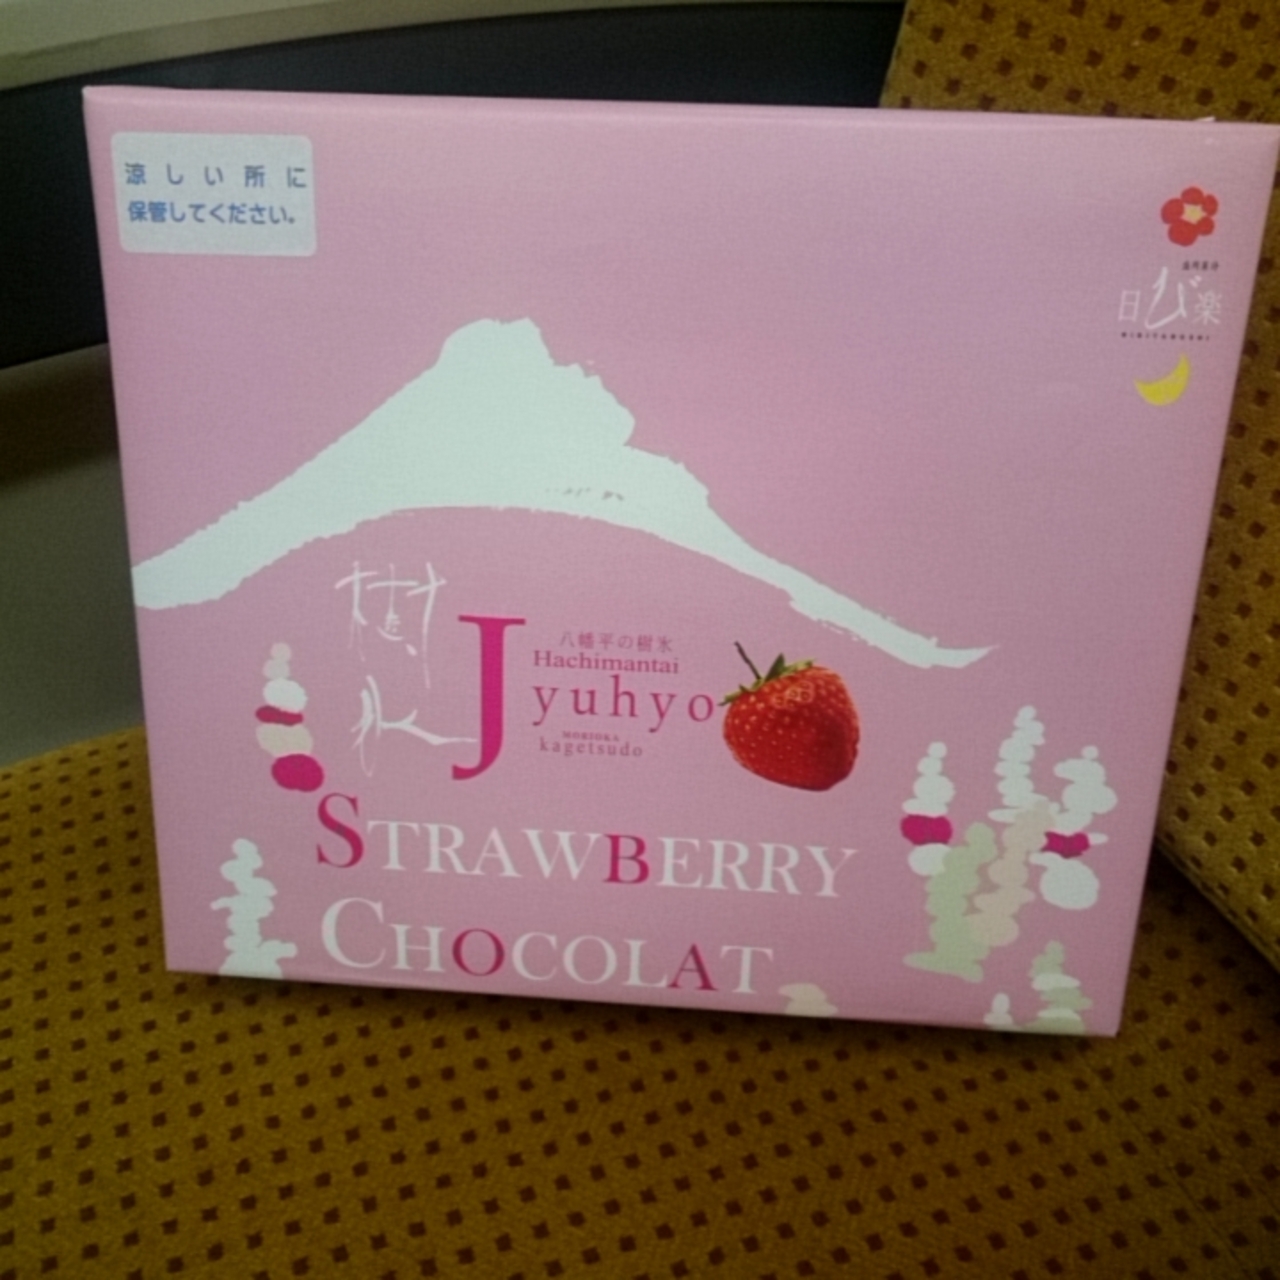 涼しい所に
保管してください。
日び楽
樹氷
八幡平の樹氷
Hachimantai
Jyuhyo
MORIOKA
kagetsudo
STRAWBERRY
CHOCOLAT